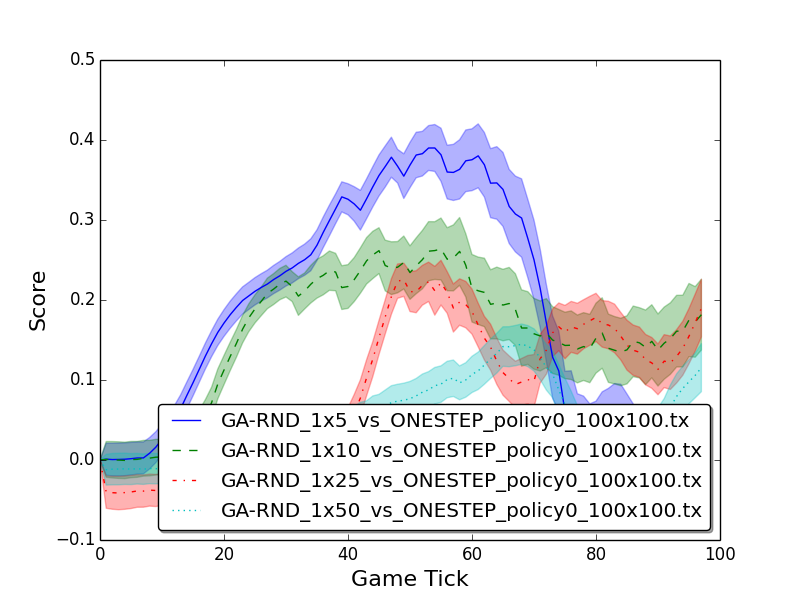 0.5
0.4
0.3
0.2
0.1
0.0
−0.1
Score
0 20 40 60 80 100
Game Tick
GA-RND_1x5_vs_ONESTEP_policy0_100x100.tx
GA-RND_1x10_vs_ONESTEP_policy0_100x100.tx
GA-RND_1x25_vs_ONESTEP_policy0_100x100.tx
GA-RND_1x50_vs_ONESTEP_policy0_100x100.tx